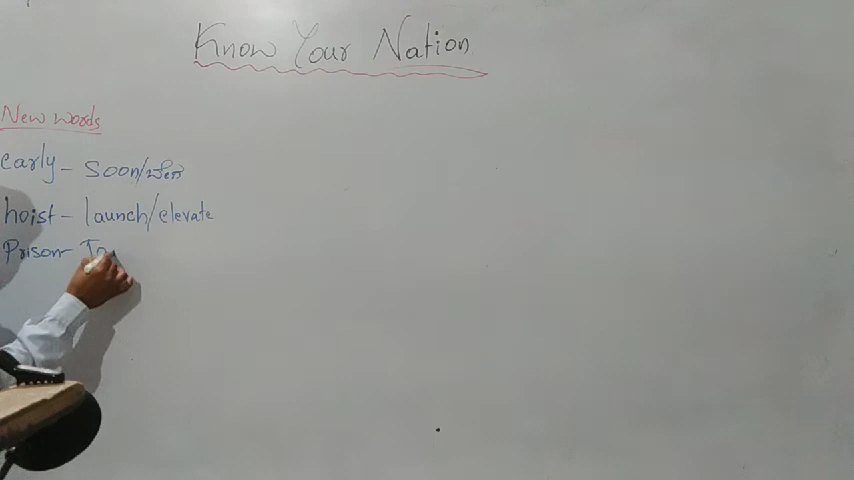 Know Your Nation
New words
early - Soon/ಬೇಗ
hoist - launch/elevate
Prison-